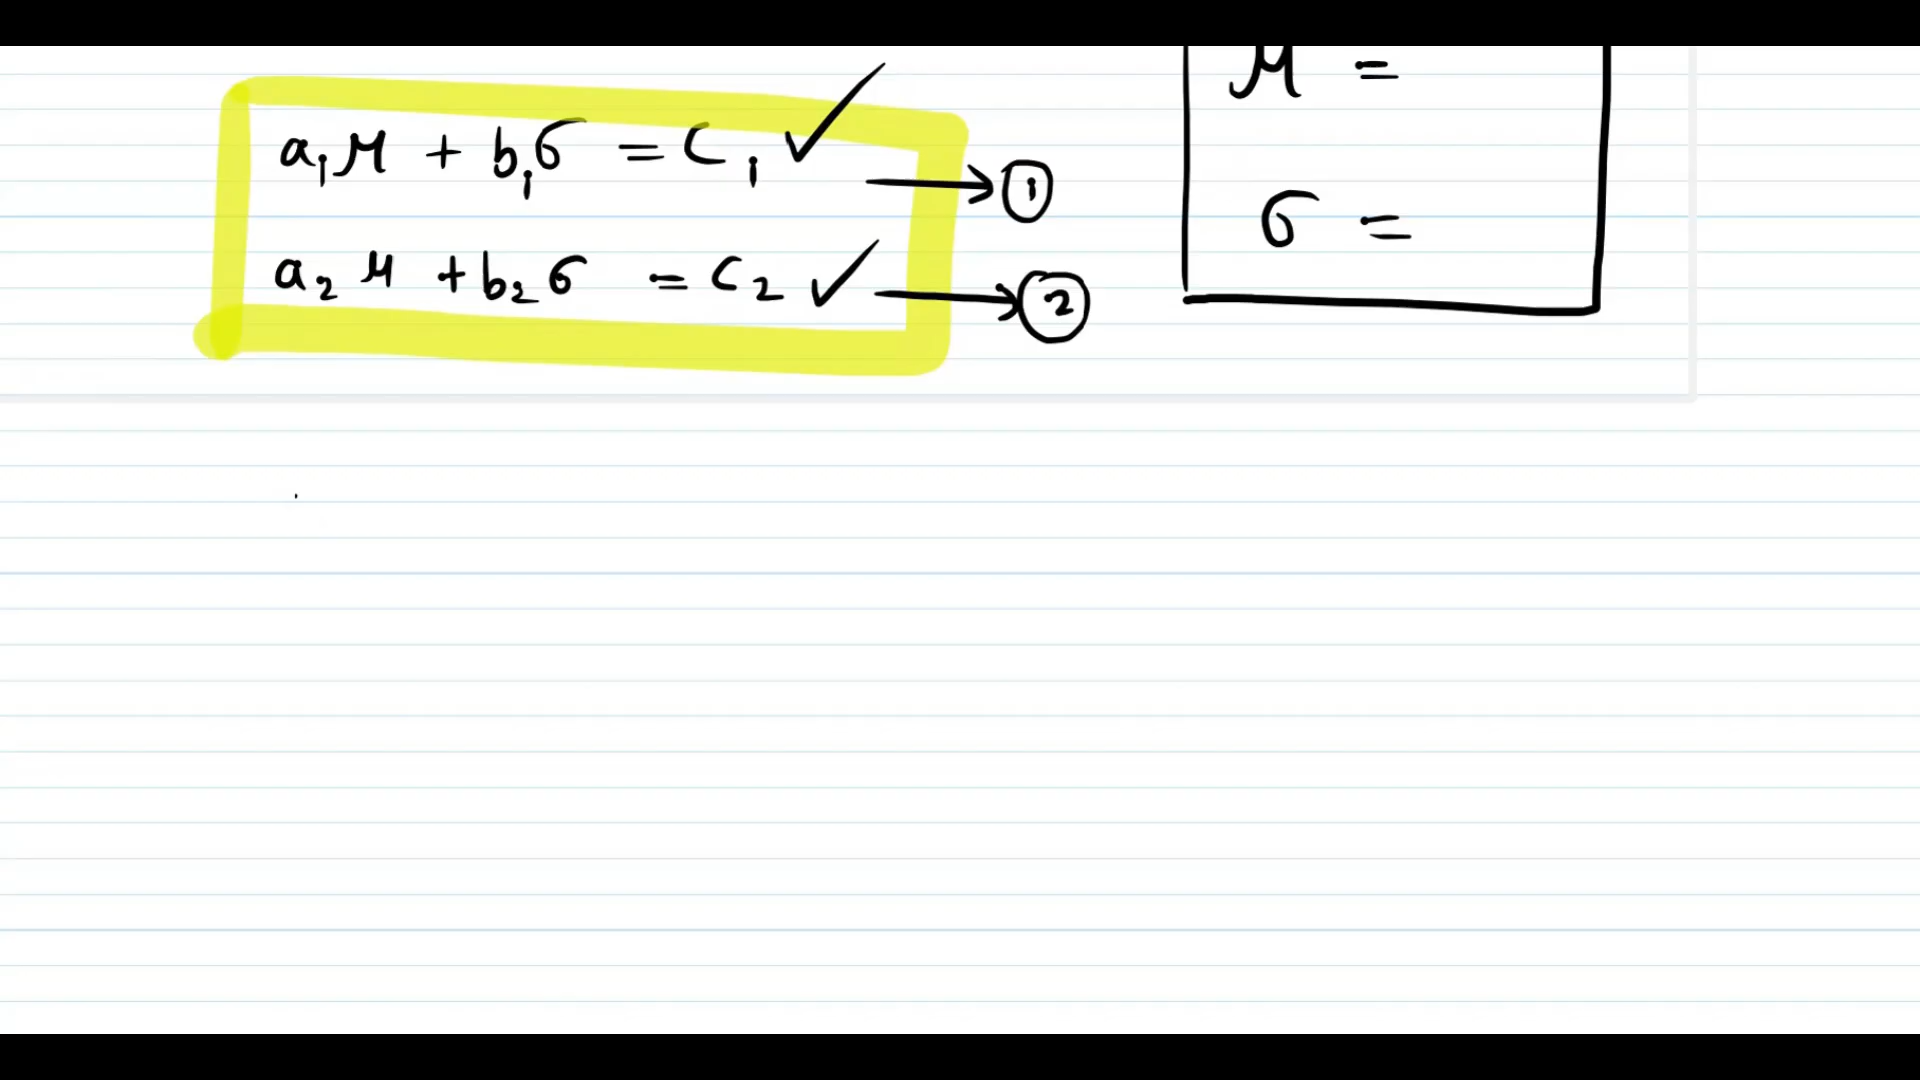 a₁μ + b₁σ = C₁ ✓ → ①
a₂μ + b₂σ = C₂ ✓ → ②
μ =
σ =